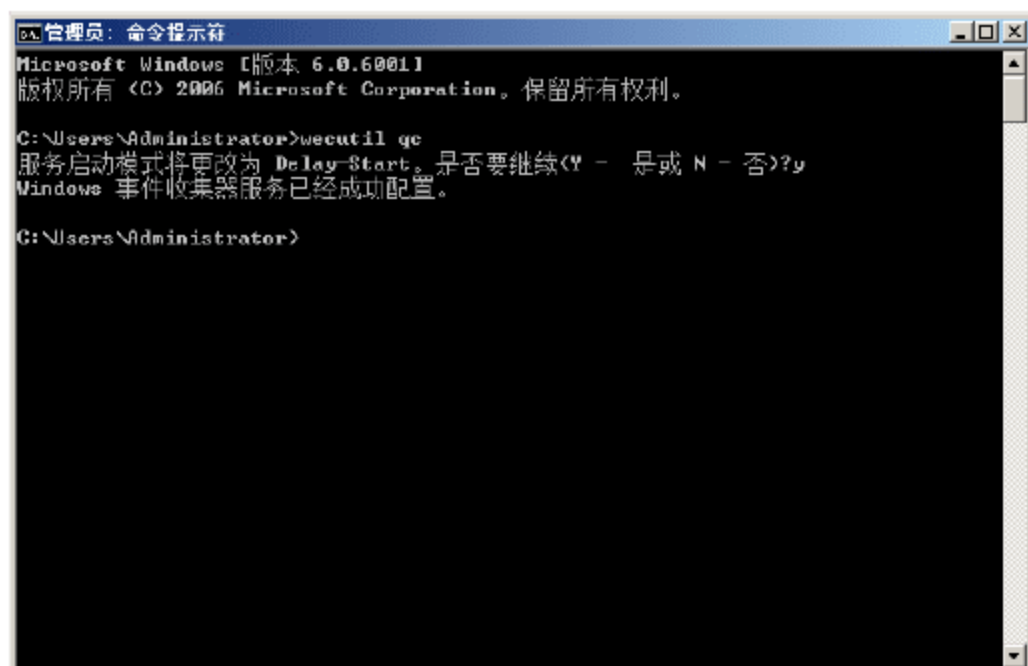 管理员: 命令提示符
Microsoft Windows [版本 6.0.6001]
版权所有 (C) 2006 Microsoft Corporation。保留所有权利。
C:\Users\Administrator>wecutil qc
服务启动模式将更改为 Delay-Start。是否要继续(Y - 是或 N - 否)?y
Windows 事件收集器服务已经成功配置。
C:\Users\Administrator>